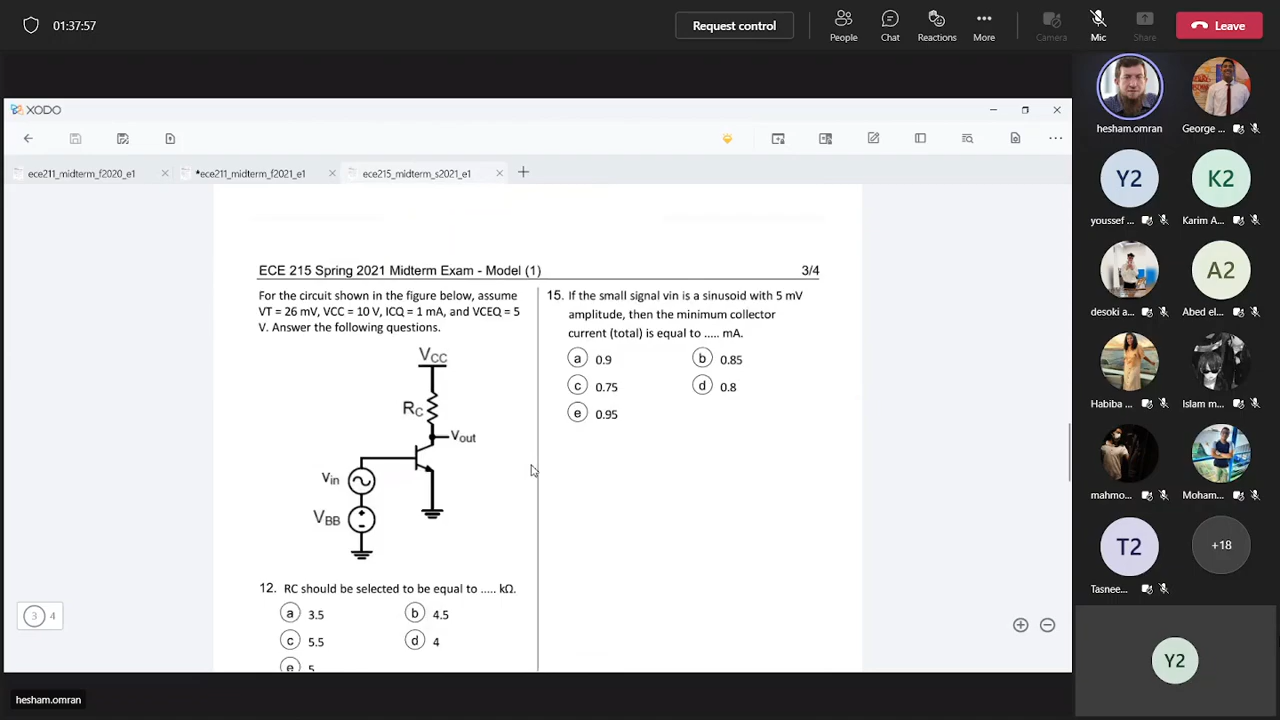 01:37:57
Request control
People
Chat
Reactions
More
Camera
Mic
Share
Leave
XODO
ece211_midterm_f2020_e1
*ece211_midterm_f2021_e1
ece215_midterm_s2021_e1
ECE 215 Spring 2021 Midterm Exam - Model (1) 3/4
For the circuit shown in the figure below, assume
VT = 26 mV, VCC = 10 V, ICQ = 1 mA, and VCEQ = 5
V. Answer the following questions.
VCC
RC
Vout
Vin
VBB
12. RC should be selected to be equal to ..... kΩ.
a 3.5 b 4.5
c 5.5 d 4
e 5
15. If the small signal vin is a sinusoid with 5 mV
amplitude, then the minimum collector
current (total) is equal to ..... mA.
a 0.9 b 0.85
c 0.75 d 0.8
e 0.95
3 4
hesham.omran
hesham.omran
George ...
Y2
youssef ...
K2
Karim A...
desoki a...
A2
Abed el...
Habiba ...
Islam m...
mahmo...
Moham...
T2
Tasnee...
+18
Y2